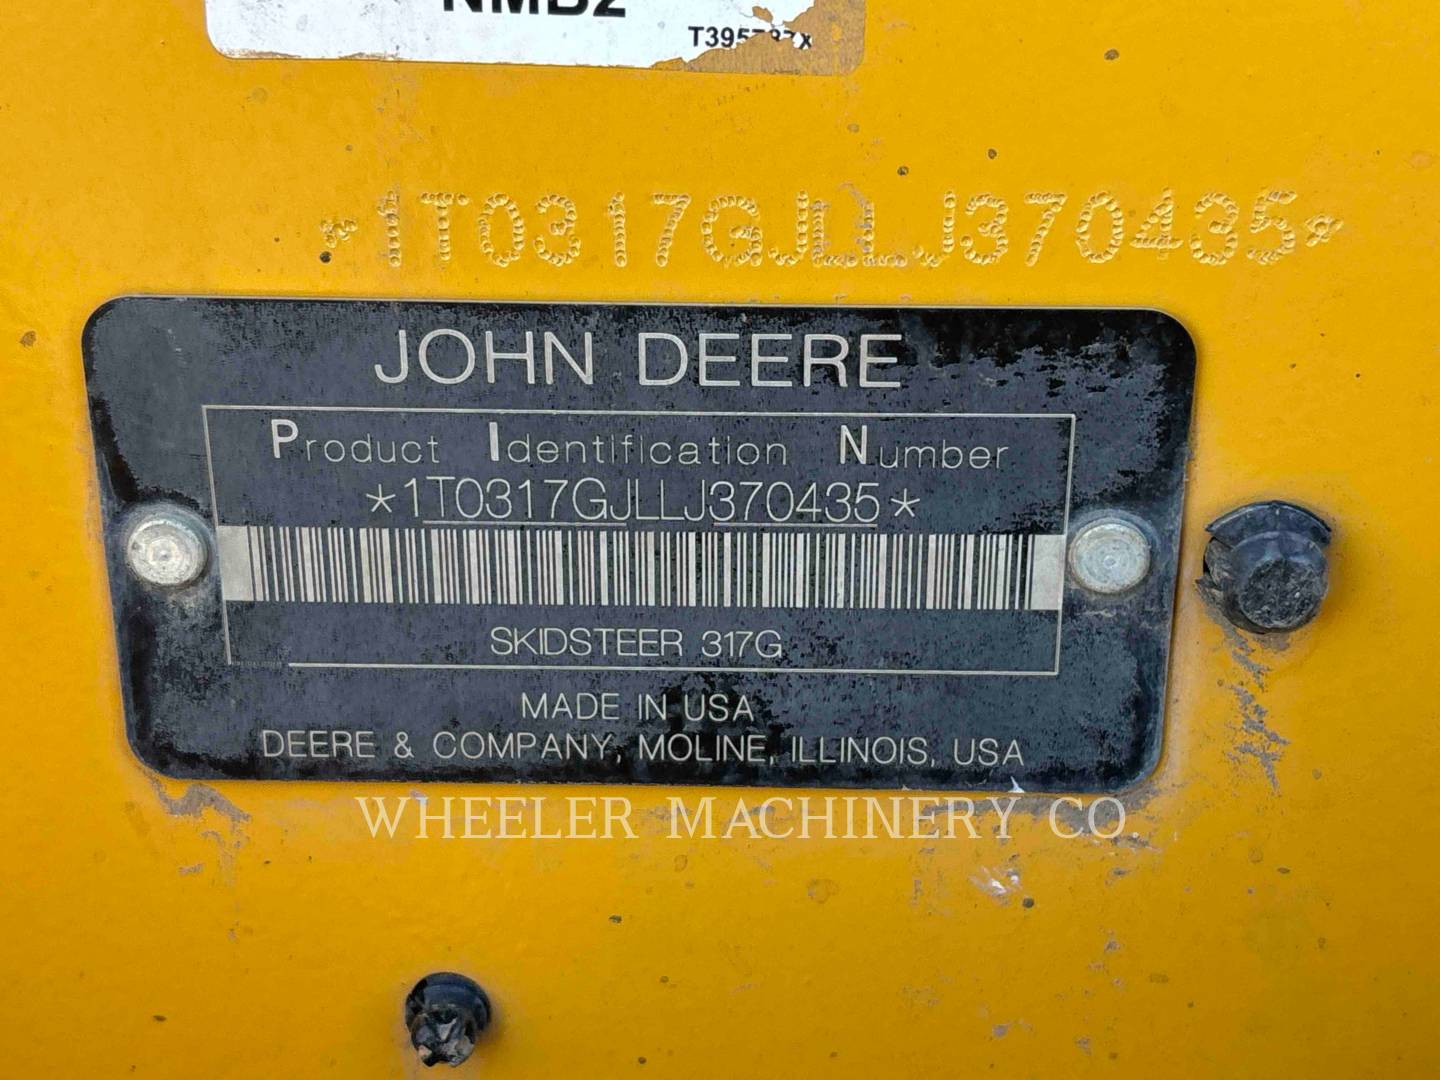 NMB2
*1T0317GJLLJ370435*
JOHN DEERE
Product Identification Number
*1T0317GJLLJ370435*
SKIDSTEER 317G
MADE IN USA
DEERE & COMPANY, MOLINE, ILLINOIS, USA
WHEELER MACHINERY CO.